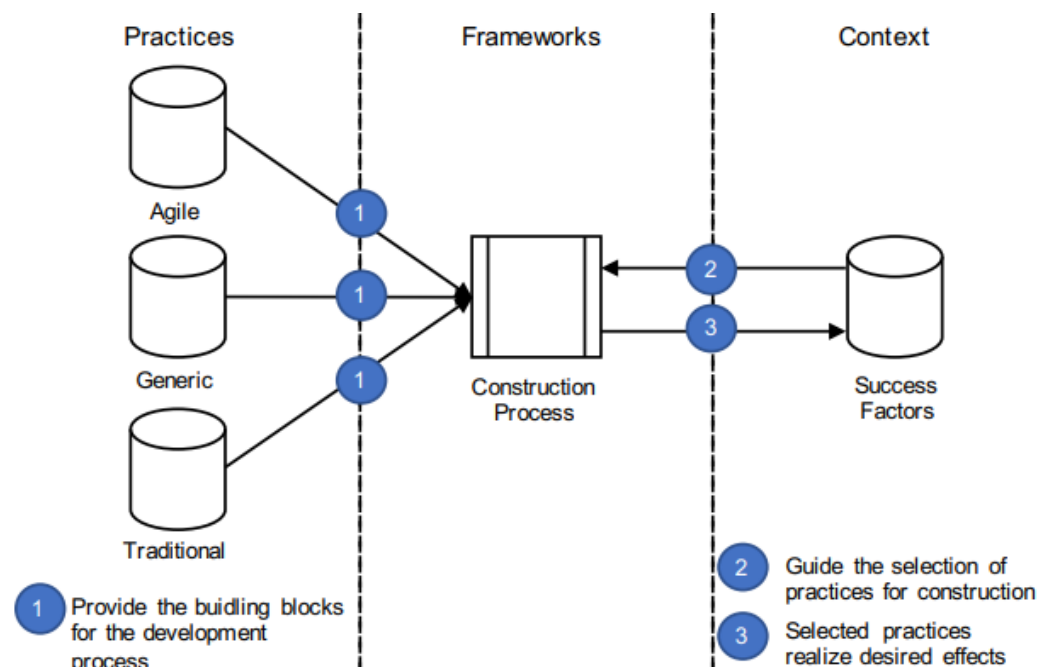 Practices
Frameworks
Context
Agile
1
Generic
1
Traditional
1
Construction
Process
2
3
Success
Factors
1
Provide the buidling blocks
for the development
process
2
Guide the selection of
practices for construction
3
Selected practices
realize desired effects